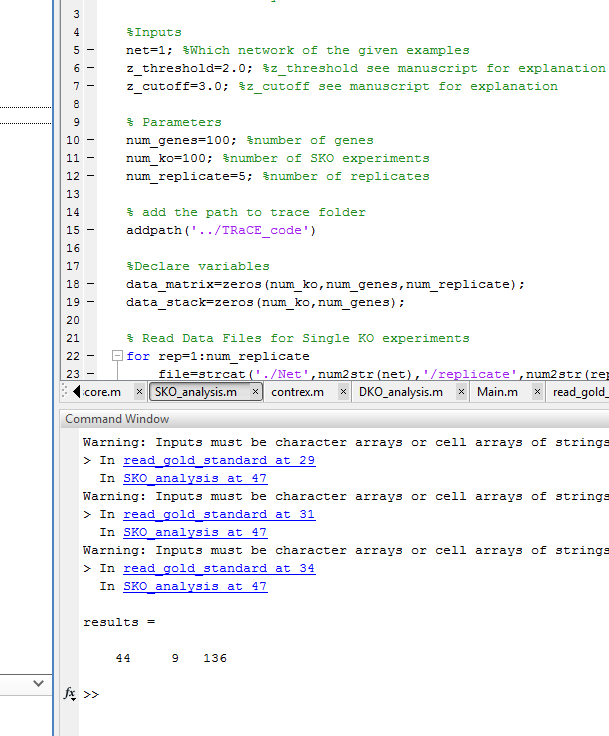 3
4 %Inputs
5 – net=1; %Which network of the given examples
6 – z_threshold=2.0; %z_threshold see manuscript for explanation
7 – z_cutoff=3.0; %z_cutoff see manuscript for explanation
8
9 % Parameters
10 – num_genes=100; %number of genes
11 – num_ko=100; %number of SKO experiments
12 – num_replicate=5; %number of replicates
13
14 % add the path to trace folder
15 – addpath('../TRaCE_code')
16
17 %Declare variables
18 – data_matrix=zeros(num_ko,num_genes,num_replicate);
19 – data_stack=zeros(num_ko,num_genes);
20
21 % Read Data Files for Single KO experiments
22 – for rep=1:num_replicate
23 – file=strcat('./Net',num2str(net),'/replicate',num2str(rep
core.m × SKO_analysis.m × contrex.m × DKO_analysis.m × Main.m × read_gold_
Command Window
Warning: Inputs must be character arrays or cell arrays of strings
> In read_gold_standard at 29
In SKO_analysis at 47
Warning: Inputs must be character arrays or cell arrays of strings
> In read_gold_standard at 31
In SKO_analysis at 47
Warning: Inputs must be character arrays or cell arrays of strings
> In read_gold_standard at 34
In SKO_analysis at 47
results =
44 9 136
fx >>